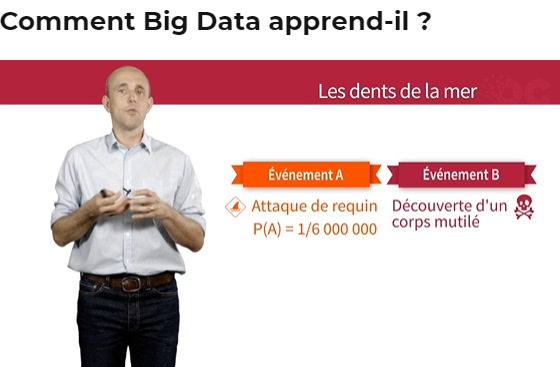 Comment Big Data apprend-il ?
Les dents de la mer
Événement A
Événement B
Attaque de requin
P(A) = 1/6 000 000
Découverte d'un
corps mutilé